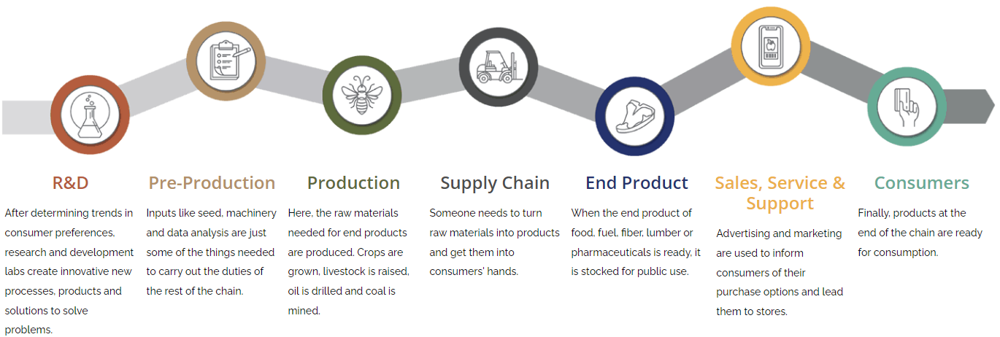 R&D
After determining trends in
consumer preferences,
research and development
labs create innovative new
processes, products and
solutions to solve
problems.
Pre-Production
Inputs like seed, machinery
and data analysis are just
some of the things needed
to carry out the duties of
the rest of the chain.
Production
Here, the raw materials
needed for end products
are produced. Crops are
grown, livestock is raised,
oil is drilled and coal is
mined.
Supply Chain
Someone needs to turn
raw materials into products
and get them into
consumers' hands.
End Product
When the end product of
food, fuel, fiber, lumber or
pharmaceuticals is ready, it
is stocked for public use.
Sales, Service &
Support
Advertising and marketing
are used to inform
consumers of their
purchase options and lead
them to stores.
Consumers
Finally, products at the
end of the chain are ready
for consumption.